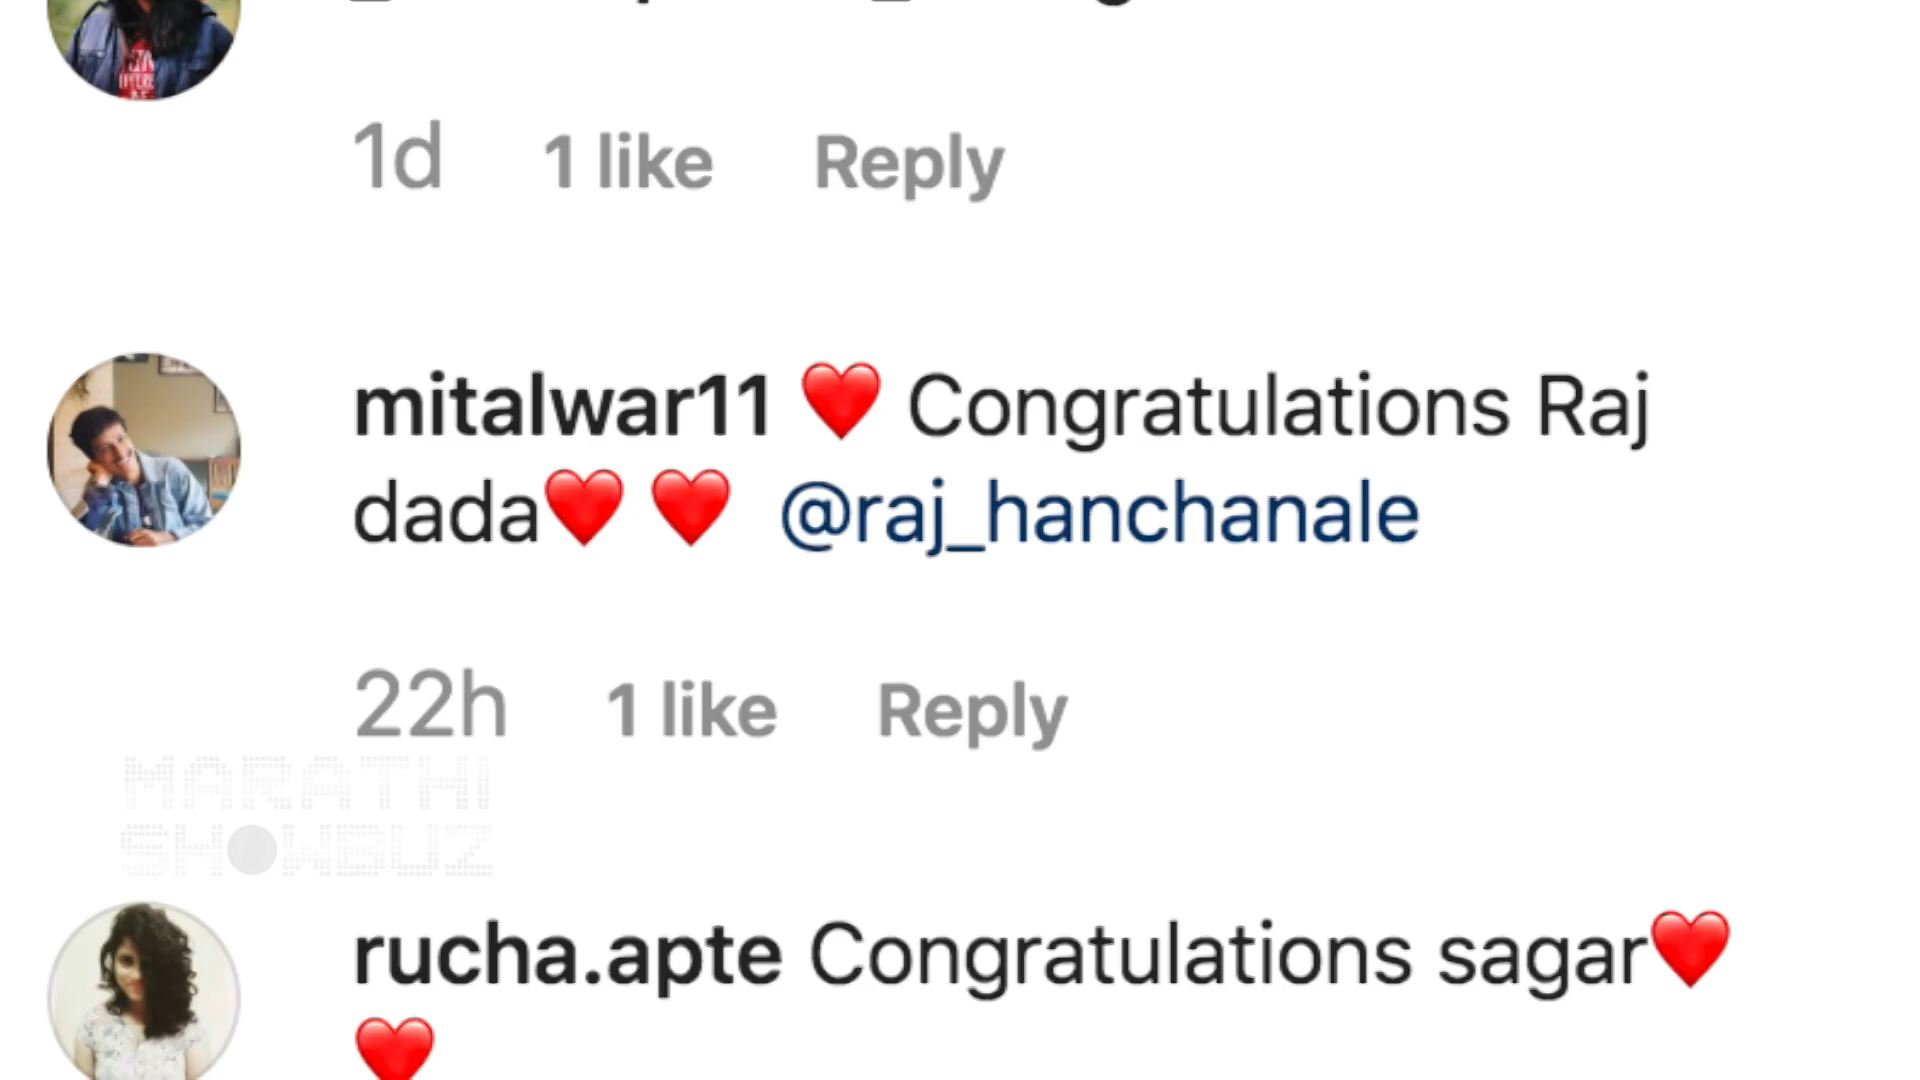 1d 1 like Reply
mitalwar11 ❤️ Congratulations Raj
dada❤️❤️ @raj_hanchanale
22h 1 like Reply
MARATHI
SHOWBUZ
rucha.apte Congratulations sagar❤️
❤️